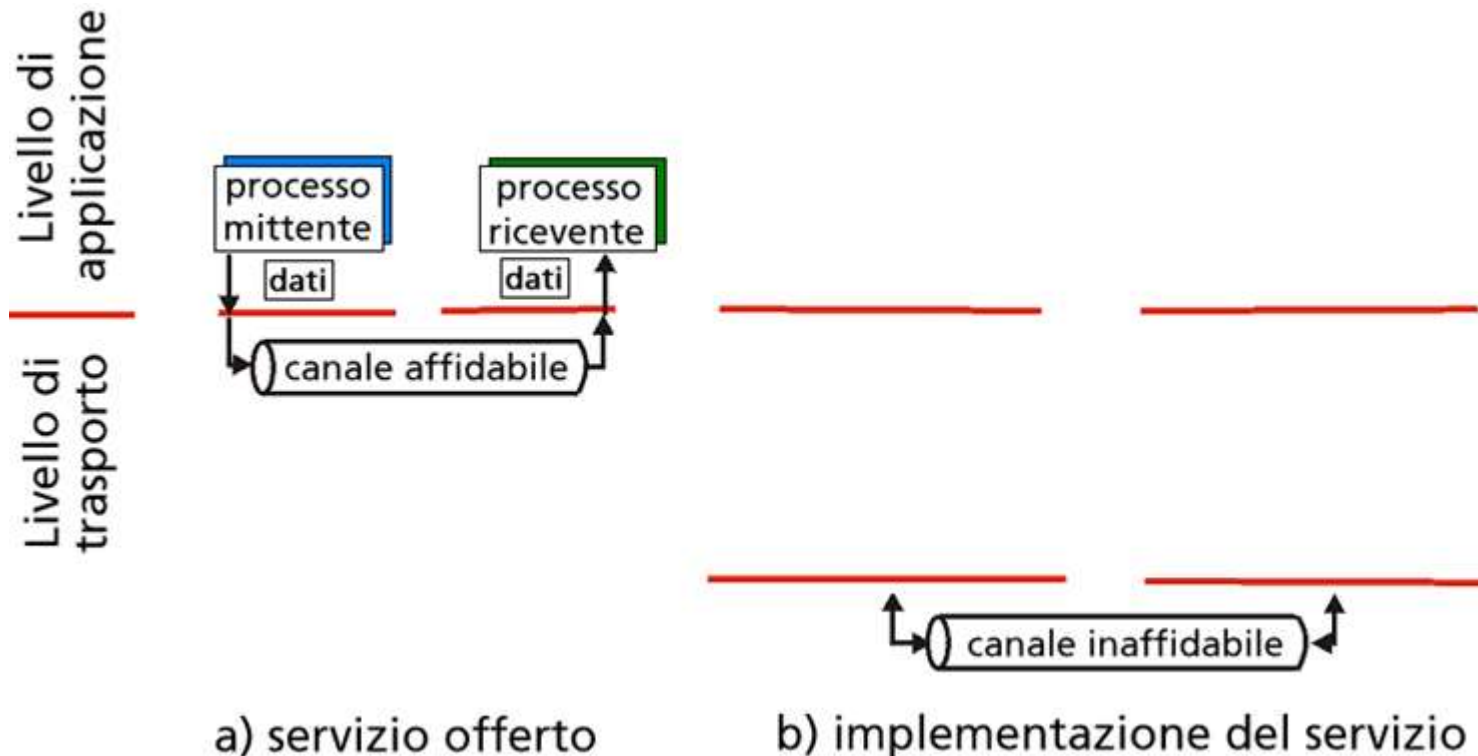 Livello di
applicazione
processo
mittente
processo
ricevente
dati
dati
canale affidabile
Livello di
trasporto
canale inaffidabile
a) servizio offerto
b) implementazione del servizio